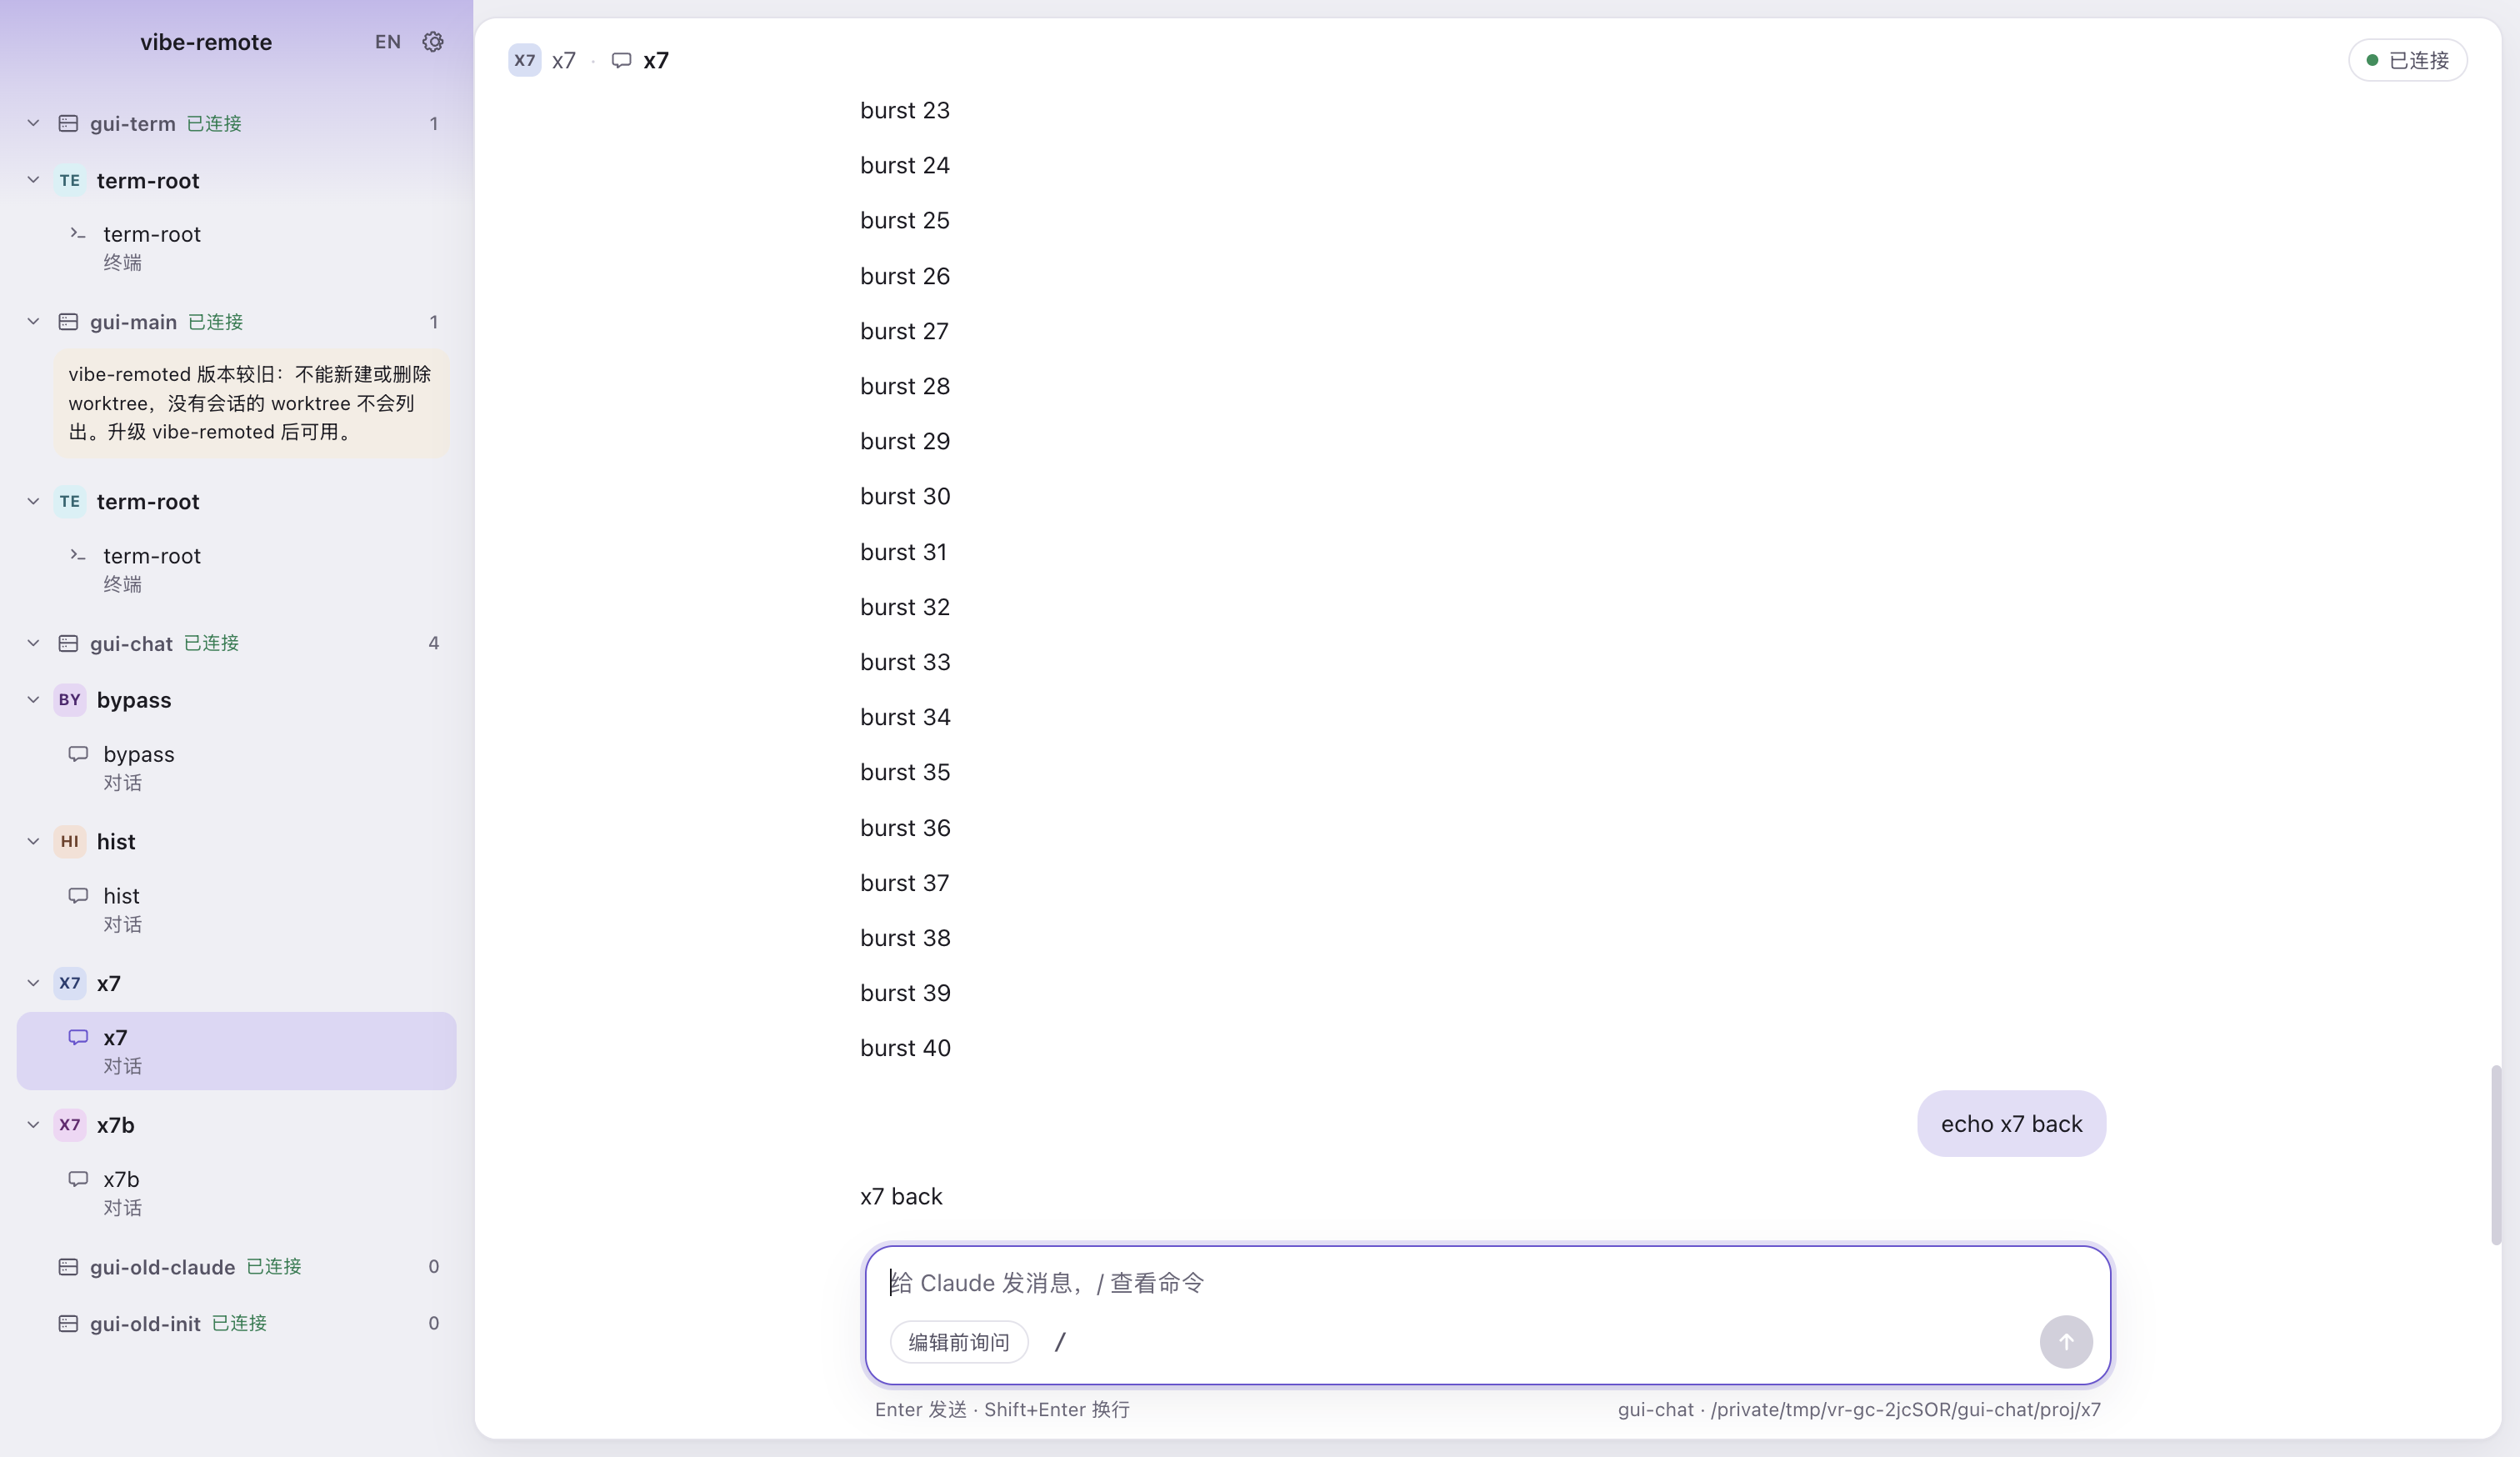 vibe-remote EN
gui-term 已连接 1
TE term-root
term-root
终端
gui-main 已连接 1
vibe-remoted 版本较旧：不能新建或删除
worktree，没有会话的 worktree 不会列
出。升级 vibe-remoted 后可用。
TE term-root
term-root
终端
gui-chat 已连接 4
BY bypass
bypass
对话
HI hist
hist
对话
X7 x7
x7
对话
X7 x7b
x7b
对话
gui-old-claude 已连接 0
gui-old-init 已连接 0
X7 x7 · x7 已连接
burst 23
burst 24
burst 25
burst 26
burst 27
burst 28
burst 29
burst 30
burst 31
burst 32
burst 33
burst 34
burst 35
burst 36
burst 37
burst 38
burst 39
burst 40
echo x7 back
x7 back
给 Claude 发消息，/ 查看命令
编辑前询问 /
Enter 发送 · Shift+Enter 换行 gui-chat · /private/tmp/vr-gc-2jcSOR/gui-chat/proj/x7